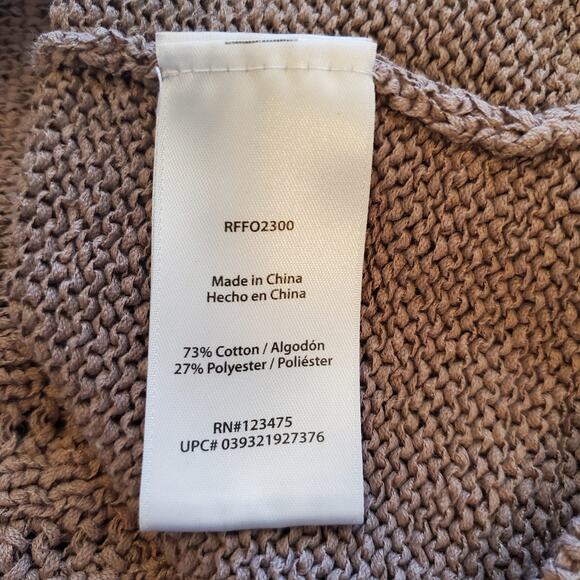 RFFO2300
Made in China
Hecho en China
73% Cotton / Algodón
27% Polyester / Poliéster
RN#123475
UPC# 039321927376